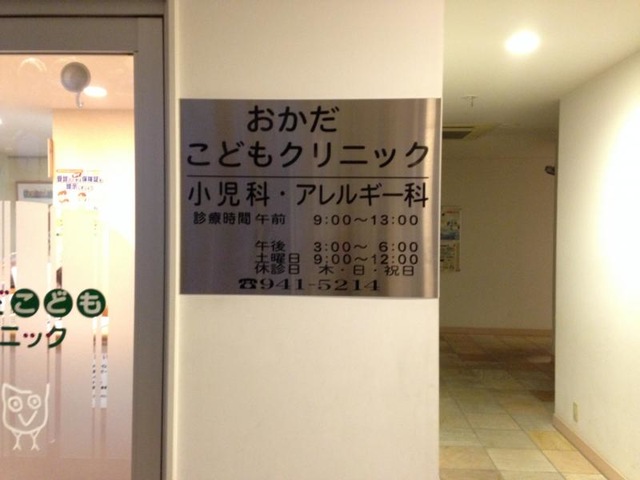 おかだ
こどもクリニック
小児科・アレルギー科
診療時間 午前 9:00〜13:00
午後 3:00〜 6:00
土曜日 9:00〜12:00
休診日 木・日・祝日
☎941-5214
だこども
ニック